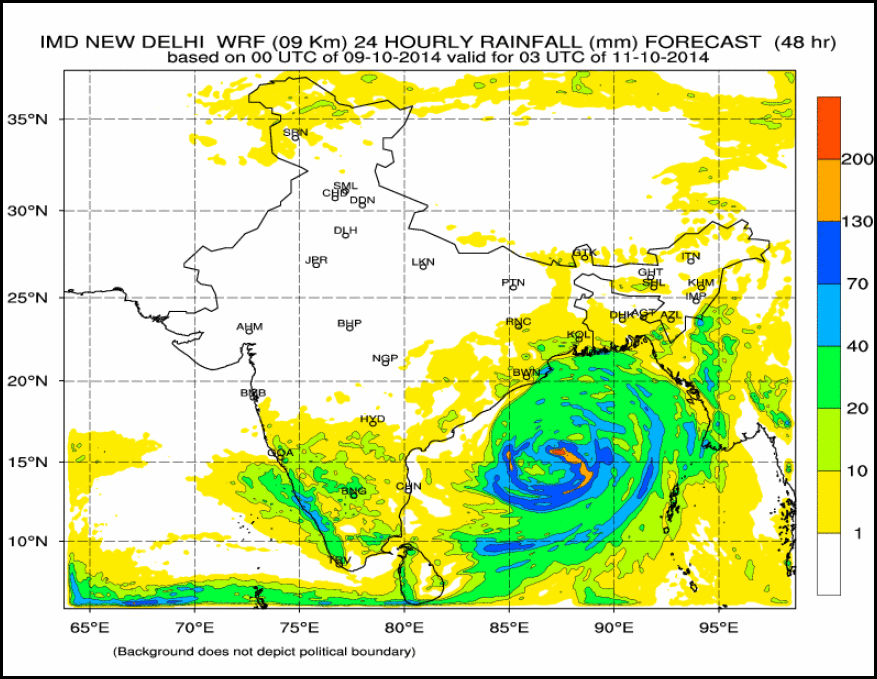 IMD NEW DELHI  WRF (09 Km) 24 HOURLY RAINFALL (mm) FORECAST  (48 hr)
based on 00 UTC of 09-10-2014 valid for 03 UTC of 11-10-2014
35°N
SRN
200
SML
CHD
DDN
30°N
130
DLH
GTK
ITN
JPR
LKN
GHT
PTN
SHL
KHM
70
25°N
IMP
DHK
AGT
AZL
RNC
AHM
BHP
KOL
40
NGP
BWN
20°N
BMB
20
HYD
GOA
15°N
10
CHN
BNG
1
10°N
TRV
65°E
70°E
75°E
80°E
85°E
90°E
95°E
(Background does not depict political boundary)